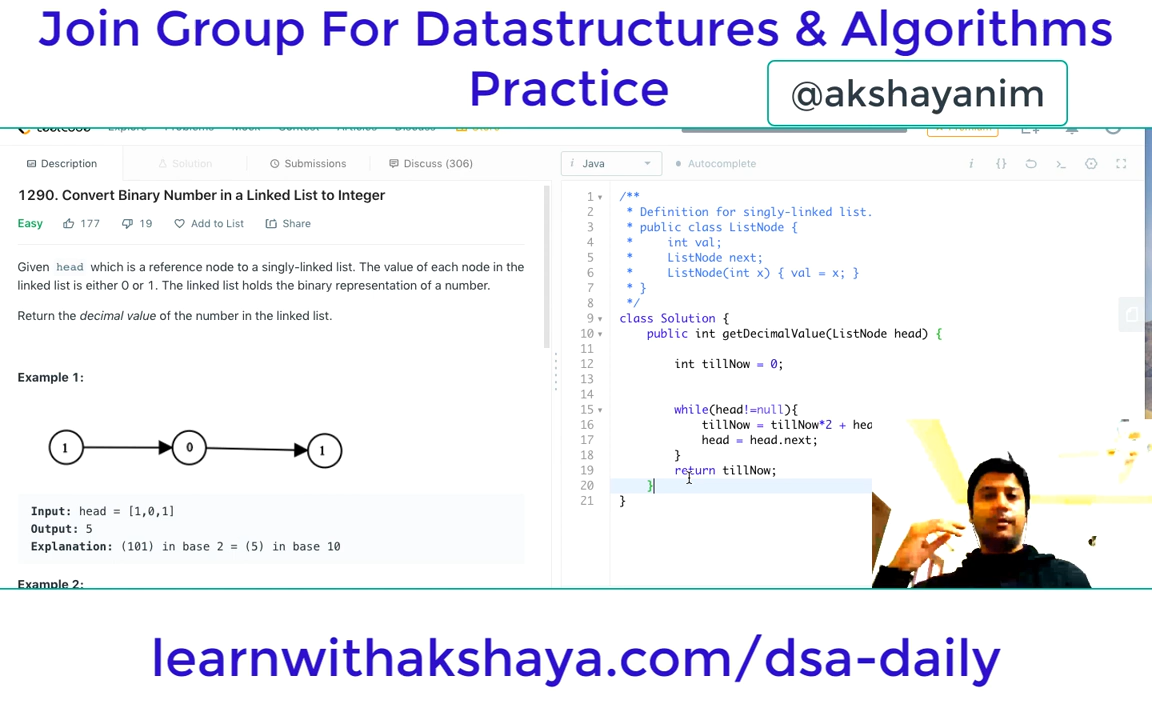 Join Group For Datastructures & Algorithms
Practice
@akshayanim
Description
Solution
Submissions
Discuss (306)
i Java
Autocomplete
1290. Convert Binary Number in a Linked List to Integer
Easy 177 19 Add to List Share
Given head which is a reference node to a singly-linked list. The value of each node in the
linked list is either 0 or 1. The linked list holds the binary representation of a number.
Return the decimal value of the number in the linked list.
Example 1:
1 0 1
Input: head = [1,0,1]
Output: 5
Explanation: (101) in base 2 = (5) in base 10
Example 2:
1 /**
2 * Definition for singly-linked list.
3 * public class ListNode {
4 * int val;
5 * ListNode next;
6 * ListNode(int x) { val = x; }
7 * }
8 */
9 class Solution {
10 public int getDecimalValue(ListNode head) {
11
12 int tillNow = 0;
13
14
15 while(head!=null){
16 tillNow = tillNow*2 + hea
17 head = head.next;
18 }
19 return tillNow;
20 }
21 }
learnwithakshaya.com/dsa-daily